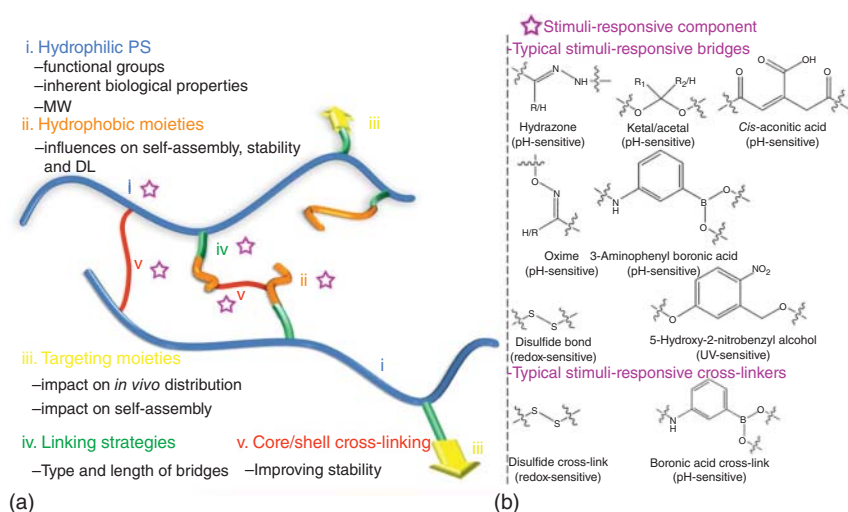 i. Hydrophilic PS
–functional groups
–inherent biological properties
–MW
ii. Hydrophobic moieties
–influences on self-assembly, stability
and DL
iii
i
iv
v
v
ii
i
iii
iii. Targeting moieties
–impact on in vivo distribution
–impact on self-assembly
iv. Linking strategies
–Type and length of bridges
v. Core/shell cross-linking
–Improving stability
(a)
Stimuli-responsive component
–Typical stimuli-responsive bridges
N
NH
R/H
Hydrazone
(pH-sensitive)
R1
R2/H
O
O
Ketal/acetal
(pH-sensitive)
O
O
OH
O
Cis-aconitic acid
(pH-sensitive)
O
N
H/R
Oxime
(pH-sensitive)
NH
B
O
O
3-Aminophenyl boronic acid
(pH-sensitive)
S
S
Disulfide bond
(redox-sensitive)
NO2
O
O
5-Hydroxy-2-nitrobenzyl alcohol
(UV-sensitive)
–Typical stimuli-responsive cross-linkers
S
S
Disulfide cross-link
(redox-sensitive)
NH
B
O
O
Boronic acid cross-link
(pH-sensitive)
(b)